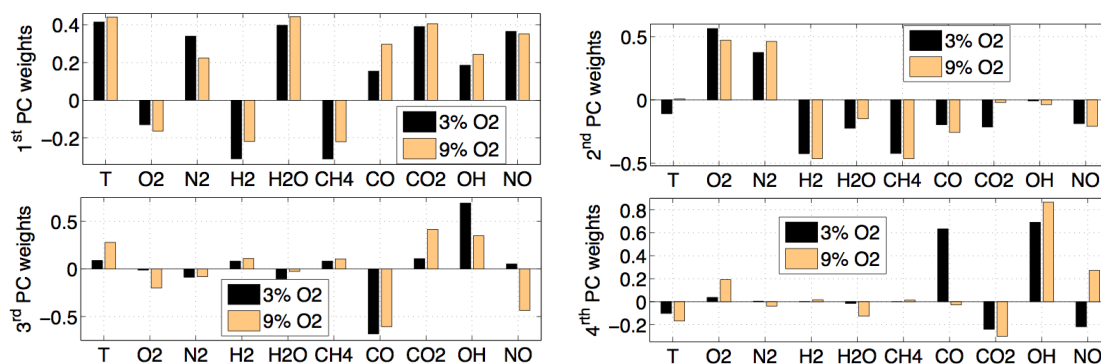 1st PC weights
0.4
0.2
0
−0.2
3% O2
9% O2
T O2 N2 H2 H2O CH4 CO CO2 OH NO
2nd PC weights
0.5
0
−0.5
3% O2
9% O2
T O2 N2 H2 H2O CH4 CO CO2 OH NO
3rd PC weights
0.5
0
−0.5
3% O2
9% O2
T O2 N2 H2 H2O CH4 CO CO2 OH NO
4rth PC weights
0.8
0.6
0.4
0.2
0
−0.2
3% O2
9% O2
T O2 N2 H2 H2O CH4 CO CO2 OH NO